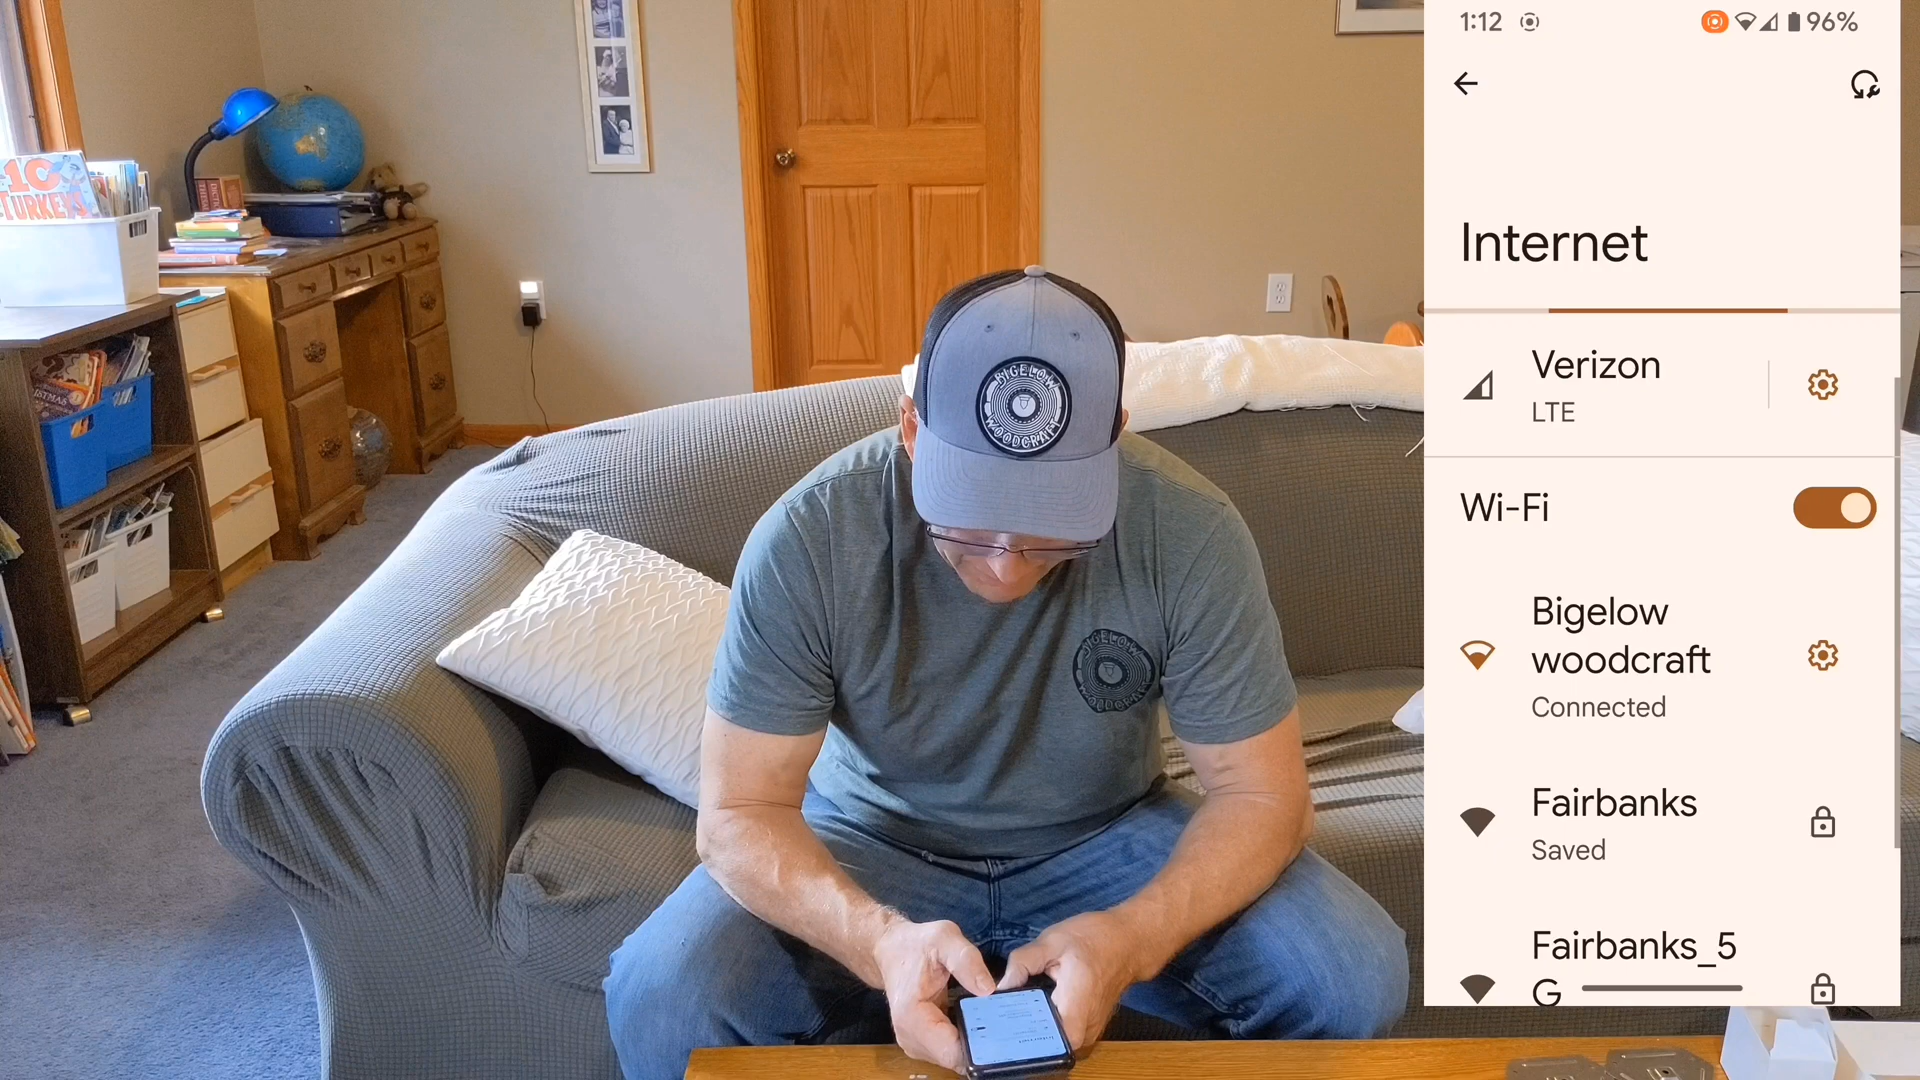 1:12
96%
Internet
Verizon
LTE
Wi-Fi
Bigelow
woodcraft
Connected
Fairbanks
Saved
Fairbanks_5
G
10
TURKEYS
BIGELOW
WOODCRAFT
BIGELOW
WOODCRAFT